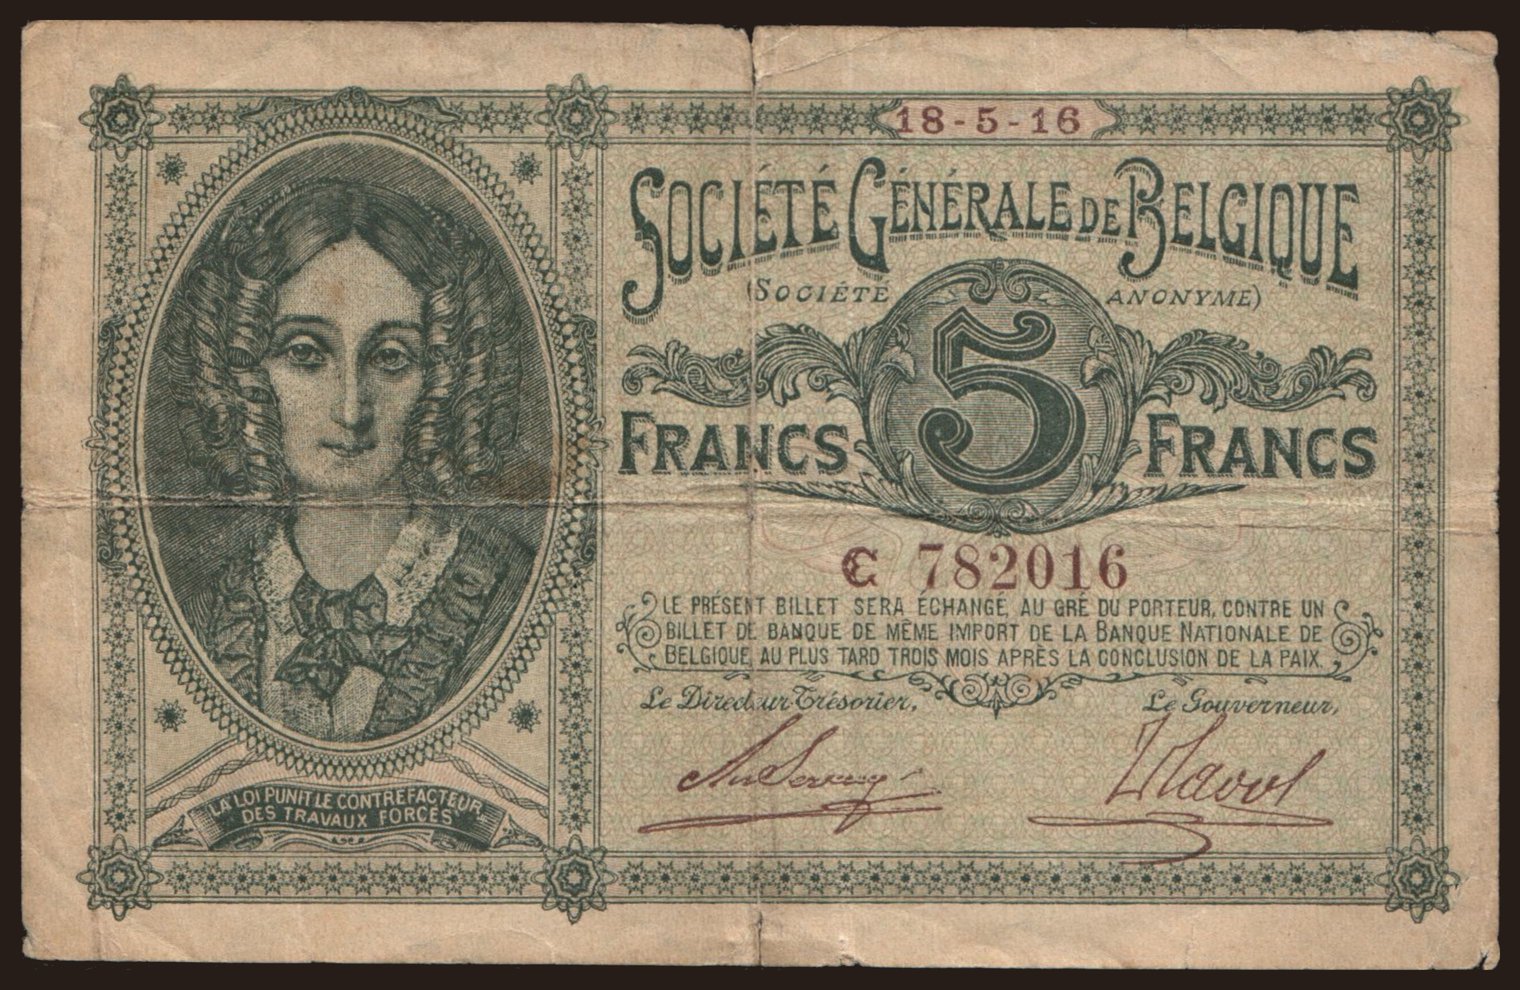 18-5-16
SOCIÉTÉ GÉNÉRALE DE BELGIQUE
(SOCIÉTÉ ANONYME)
FRANCS 5 FRANCS
C 782016
LE PRÉSENT BILLET SERA ÉCHANGÉ, AU GRÉ DU PORTEUR, CONTRE UN
BILLET DE BANQUE DE MÊME IMPORT DE LA BANQUE NATIONALE DE
BELGIQUE, AU PLUS TARD TROIS MOIS APRÈS LA CONCLUSION DE LA PAIX.
Le Directeur-Trésorier, Le Gouverneur,
LA LOI PUNIT LE CONTREFACTEUR
DES TRAVAUX FORCÉS